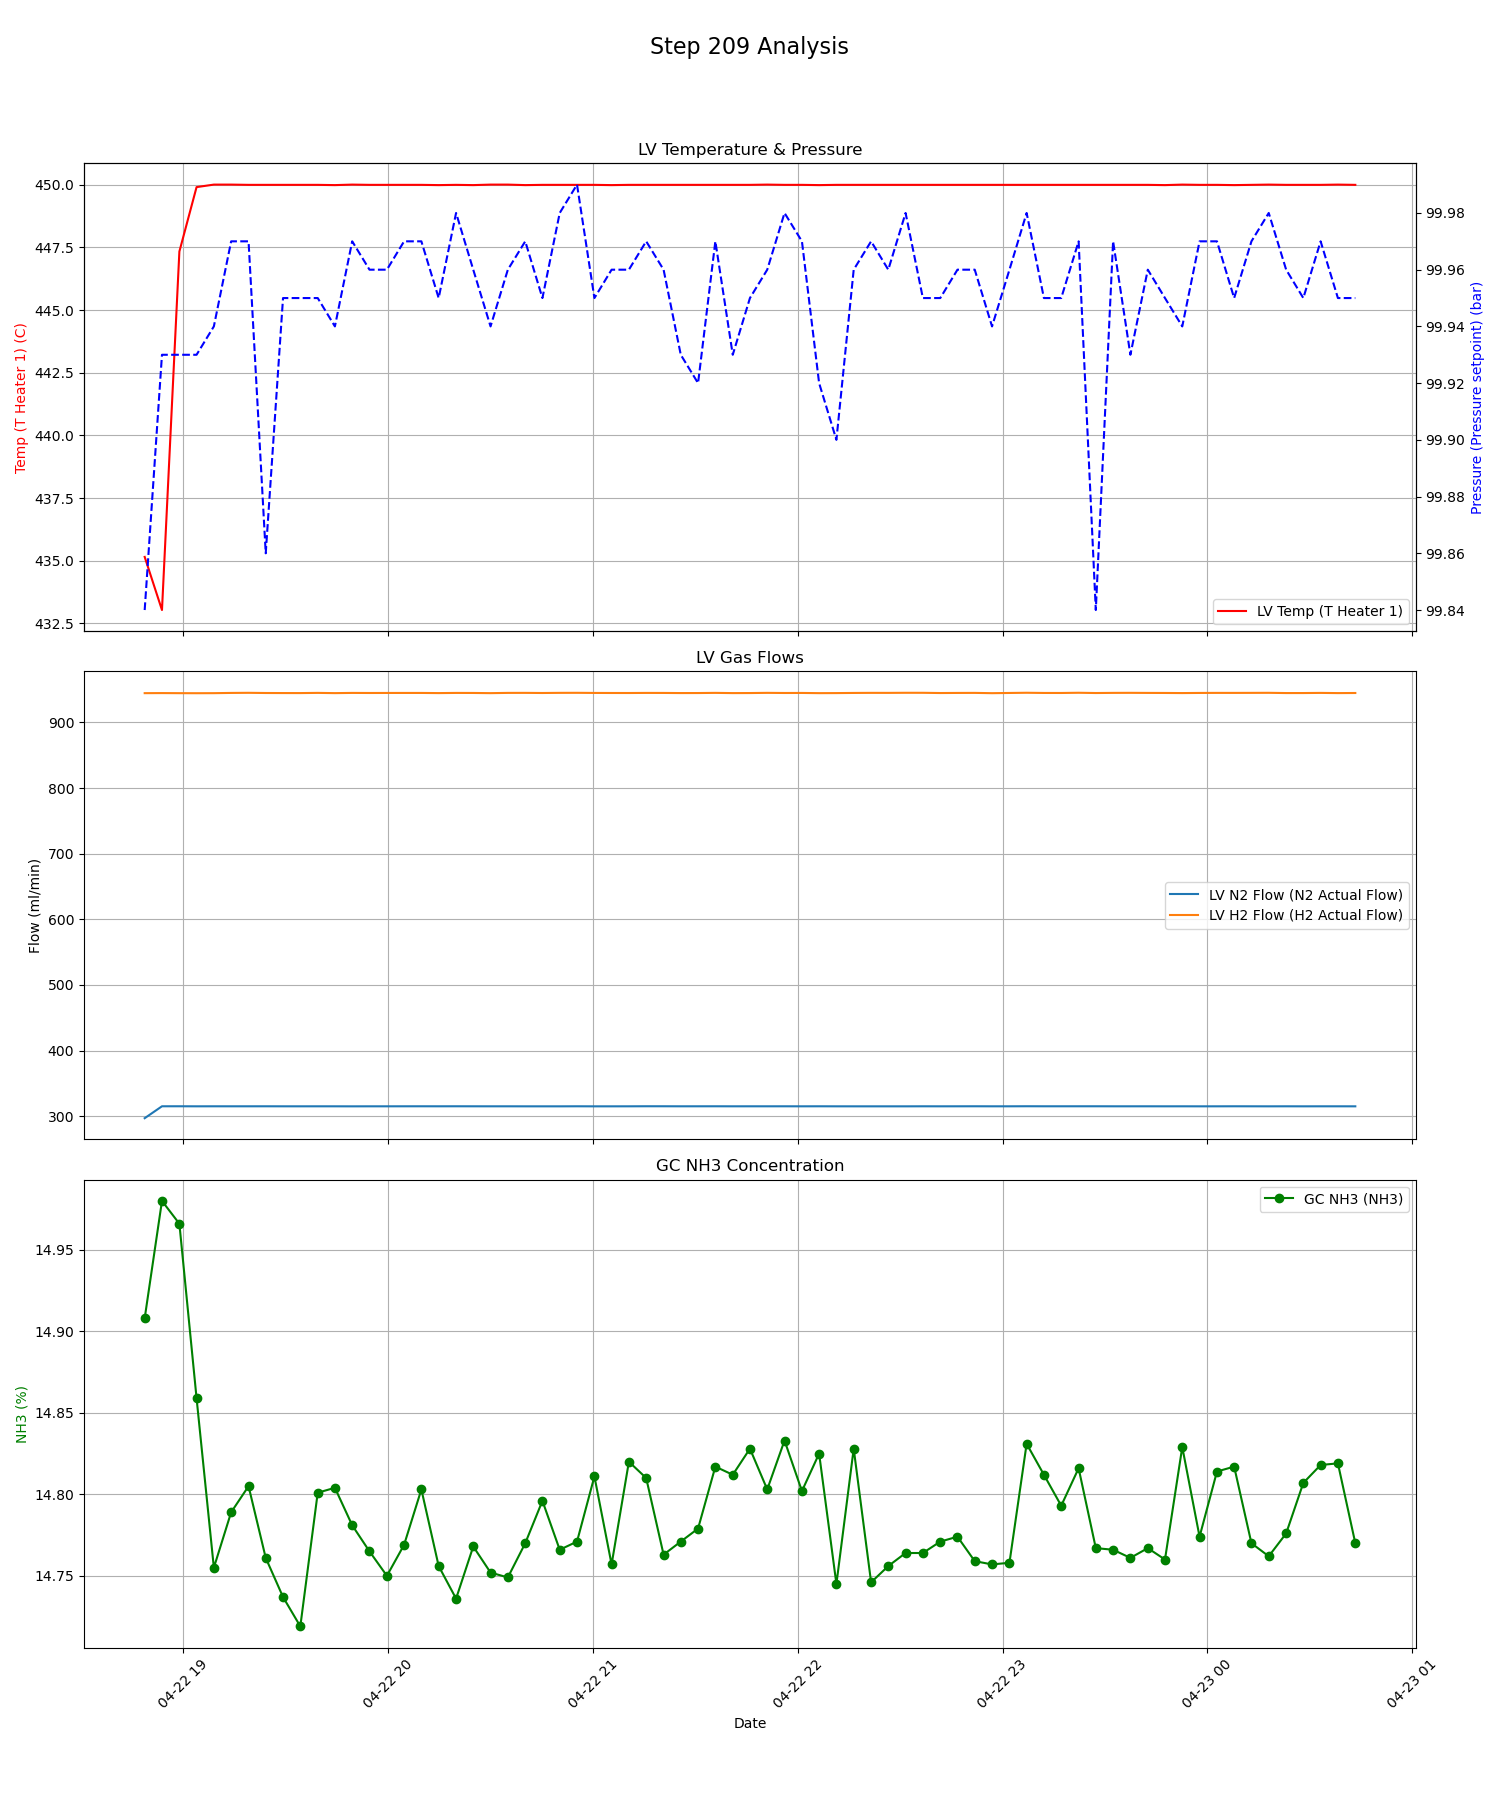 Step 209 Analysis
LV Temperature & Pressure
Temp (T Heater 1) (C)
450.0
447.5
445.0
442.5
440.0
437.5
435.0
432.5
99.98
99.96
99.94
99.92
99.90
99.88
99.86
99.84
Pressure (Pressure setpoint) (bar)
LV Temp (T Heater 1)
LV Gas Flows
Flow (ml/min)
900
800
700
600
500
400
300
LV N2 Flow (N2 Actual Flow)
LV H2 Flow (H2 Actual Flow)
GC NH3 Concentration
NH3 (%)
14.95
14.90
14.85
14.80
14.75
GC NH3 (NH3)
04-22 19
04-22 20
04-22 21
04-22 22
04-22 23
04-23 00
04-23 01
Date